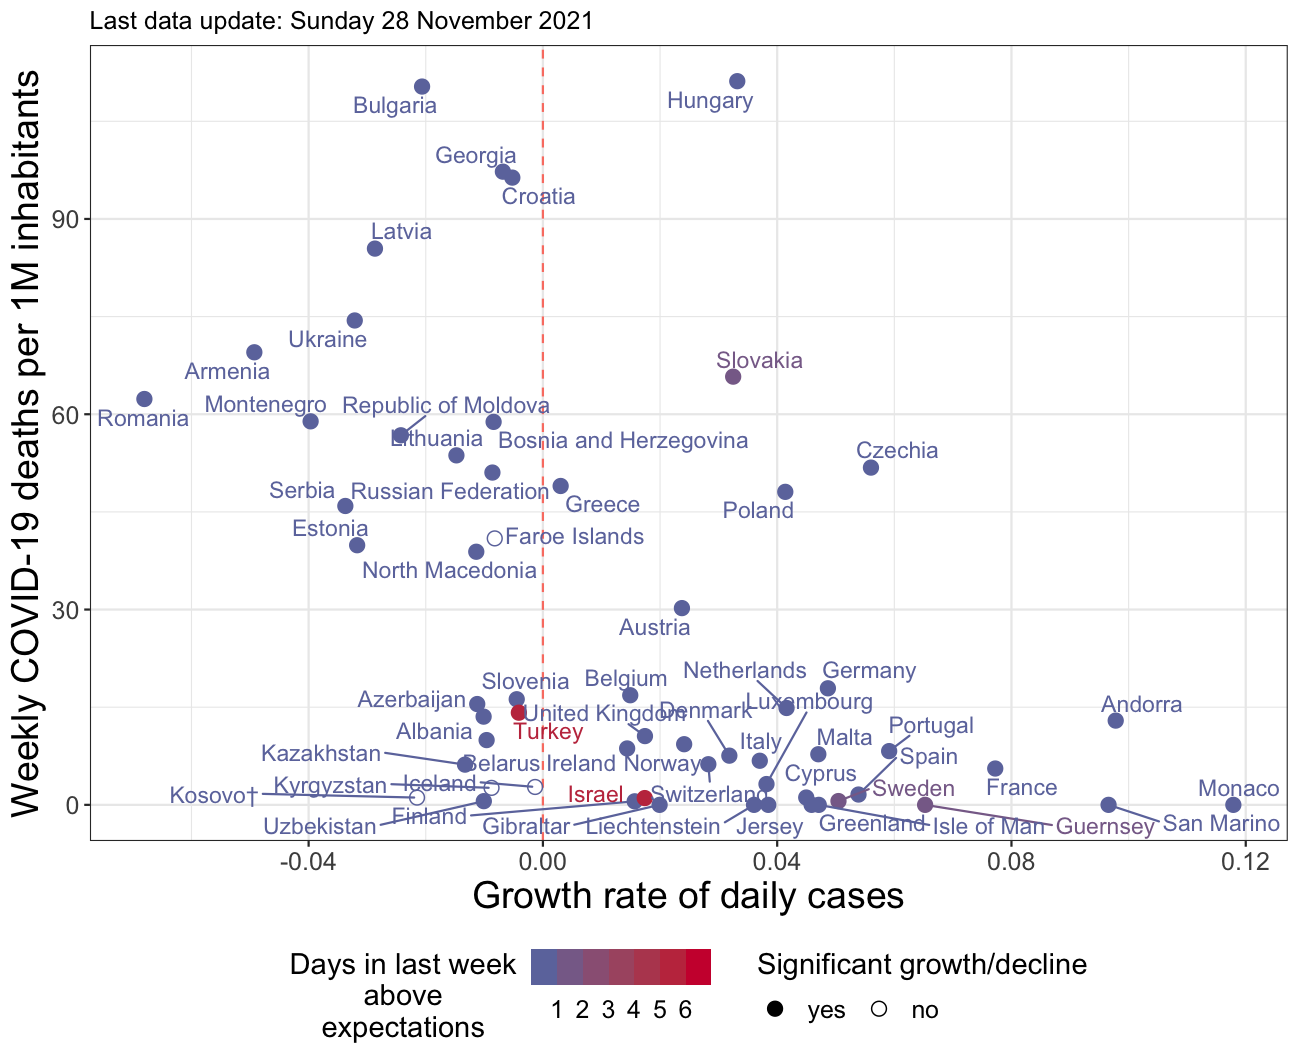 Last data update: Sunday 28 November 2021
Weekly COVID-19 deaths per 1M inhabitants
Bulgaria
Hungary
Georgia
Croatia
90
Latvia
Ukraine
Armenia
Slovakia
Romania
Montenegro
Republic of Moldova
60
Lithuania
Bosnia and Herzegovina
Czechia
Serbia
Russian Federation
Greece
Poland
Estonia
Faroe Islands
North Macedonia
30
Austria
Slovenia
Belgium
Netherlands
Germany
Azerbaijan
United Kingdom
Denmark
Luxembourg
Andorra
Albania
Turkey
Italy
Malta
Portugal
Kazakhstan
Belarus
Ireland
Norway
Spain
Kyrgyzstan
Iceland
Cyprus
Kosovo†
Israel
Switzerland
Sweden
France
Monaco
0
Uzbekistan
Finland
Gibraltar
Liechtenstein
Jersey
Greenland
Isle of Man
Guernsey
San Marino
-0.04
0.00
0.04
0.08
0.12
Growth rate of daily cases
Days in last week
above
expectations
1 2 3 4 5 6
Significant growth/decline
yes
no